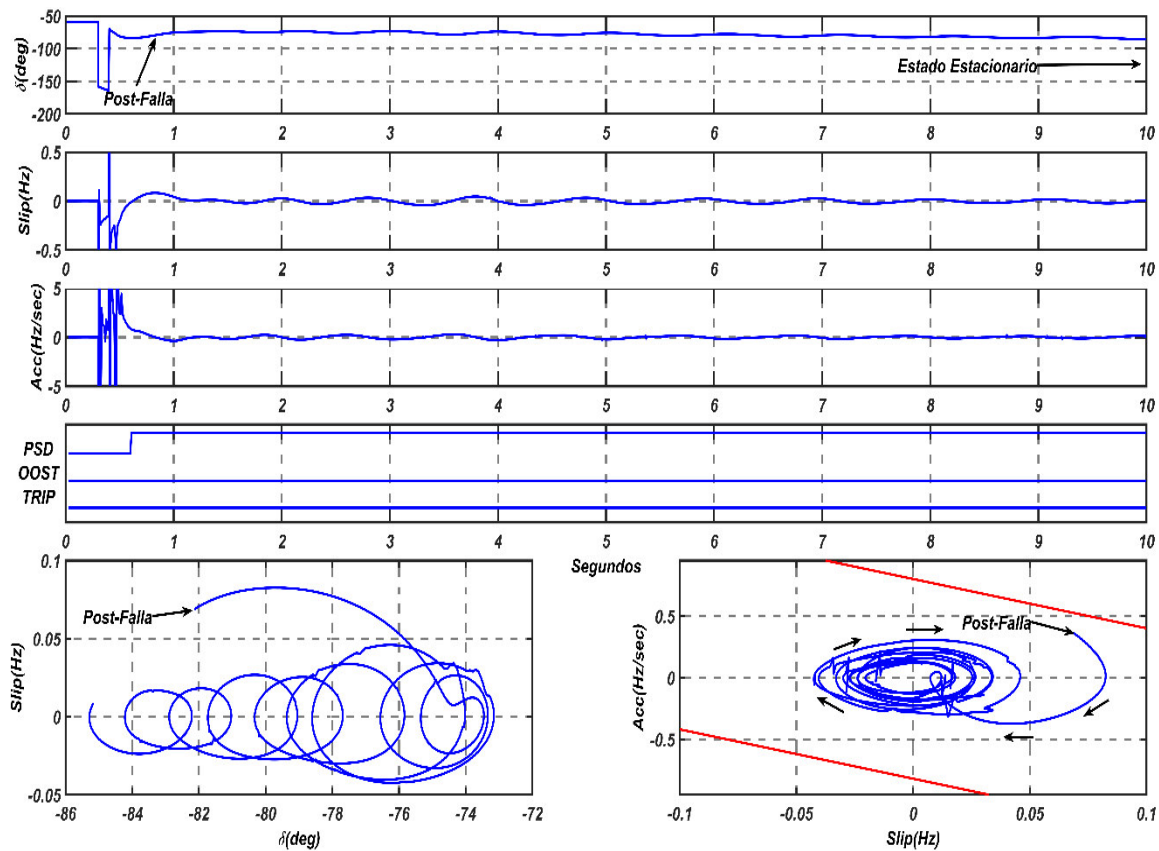 -50
-100
-150
-200
δ(deg)
Post-Falla
Estado Estacionario
0 1 2 3 4 5 6 7 8 9 10
0.5
0
-0.5
Slip(Hz)
0 1 2 3 4 5 6 7 8 9 10
5
0
-5
Acc(Hz/sec)
0 1 2 3 4 5 6 7 8 9 10
PSD
OOST
TRIP
0 1 2 3 4 5 6 7 8 9 10
Segundos
0.1
0.05
0
-0.05
Slip(Hz)
Post-Falla
-86 -84 -82 -80 -78 -76 -74 -72
δ(deg)
0.5
0
-0.5
Acc(Hz/sec)
Post-Falla
-0.1 -0.05 0 0.05 0.1
Slip(Hz)